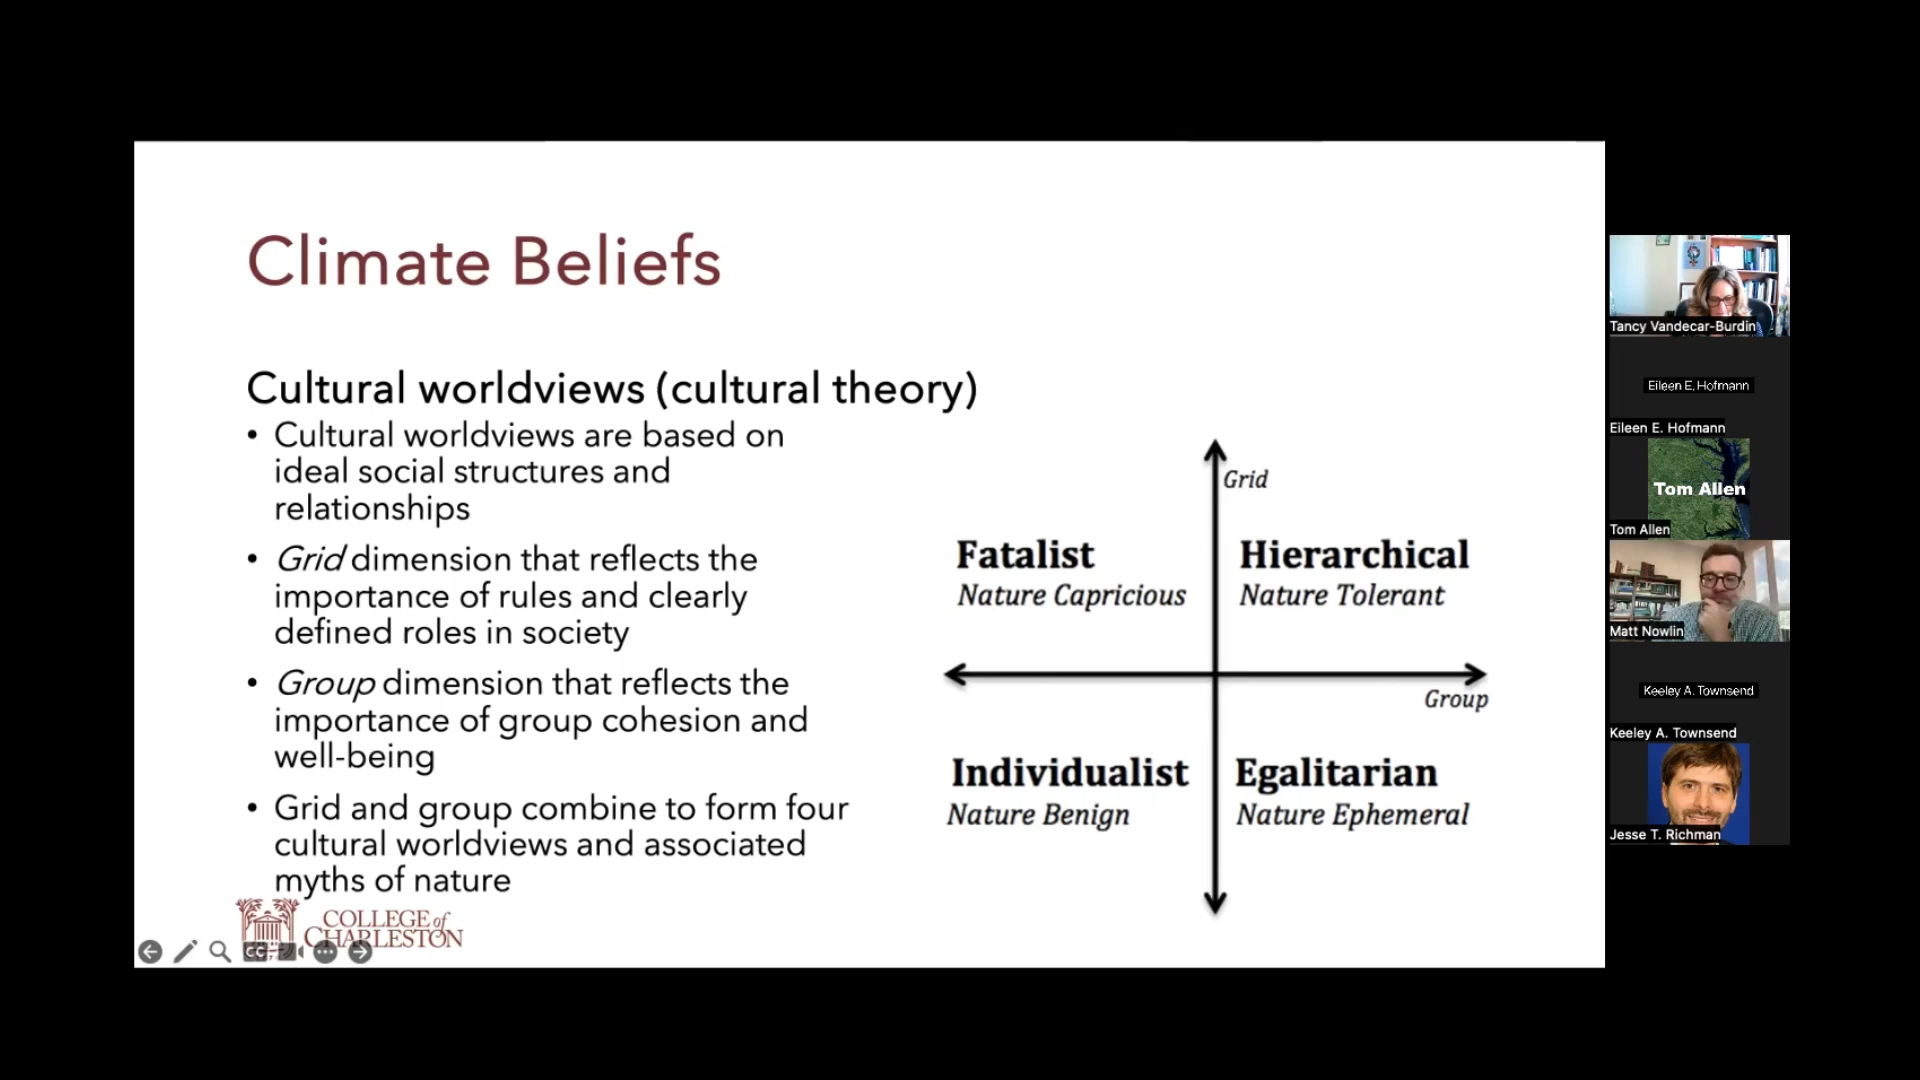 Climate Beliefs
Cultural worldviews (cultural theory)
• Cultural worldviews are based on
ideal social structures and
relationships
• Grid dimension that reflects the
importance of rules and clearly
defined roles in society
• Group dimension that reflects the
importance of group cohesion and
well-being
• Grid and group combine to form four
cultural worldviews and associated
myths of nature
Grid
Fatalist
Nature Capricious
Hierarchical
Nature Tolerant
Group
Individualist
Nature Benign
Egalitarian
Nature Ephemeral
COLLEGE of
CHARLESTON
CC
Tancy Vandecar-Burdin
Eileen E. Hofmann
Eileen E. Hofmann
Tom Allen
Tom Allen
Matt Nowlin
Keeley A. Townsend
Keeley A. Townsend
Jesse T. Richman